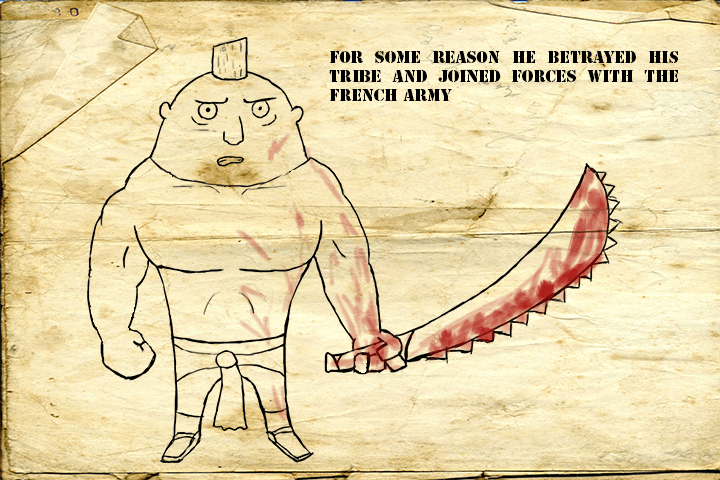 FOR SOME REASON HE BETRAYED HIS
TRIBE AND JOINED FORCES WITH THE
FRENCH ARMY